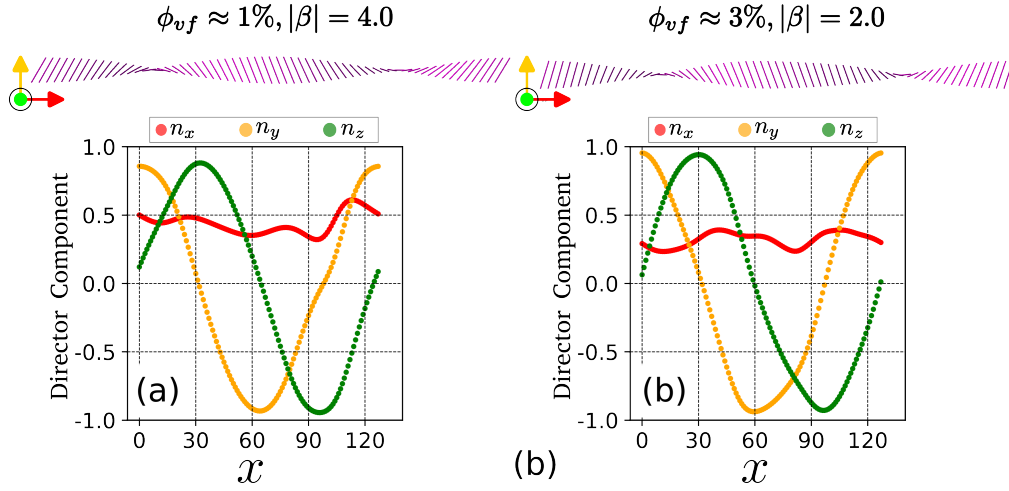 ϕ_vf ≈ 1%, |β| = 4.0
ϕ_vf ≈ 3%, |β| = 2.0
n_x n_y n_z
n_x n_y n_z
Director Component
1.0
0.5
0.0
-0.5
-1.0
(a)
0 30 60 90 120
x
Director Component
1.0
0.5
0.0
-0.5
-1.0
(b)
0 30 60 90 120
x
(b)